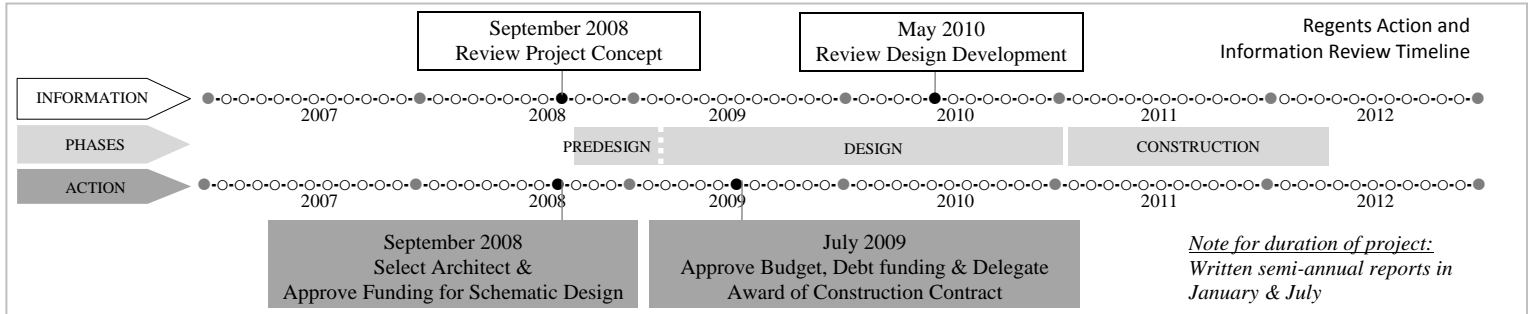 September 2008
Review Project Concept
May 2010
Review Design Development
Regents Action and
Information Review Timeline
INFORMATION
2007 2008 2009 2010 2011 2012
PHASES
PREDESIGN DESIGN CONSTRUCTION
ACTION
2007 2008 2009 2010 2011 2012
September 2008
Select Architect &
Approve Funding for Schematic Design
July 2009
Approve Budget, Debt funding & Delegate
Award of Construction Contract
Note for duration of project:
Written semi-annual reports in
January & July